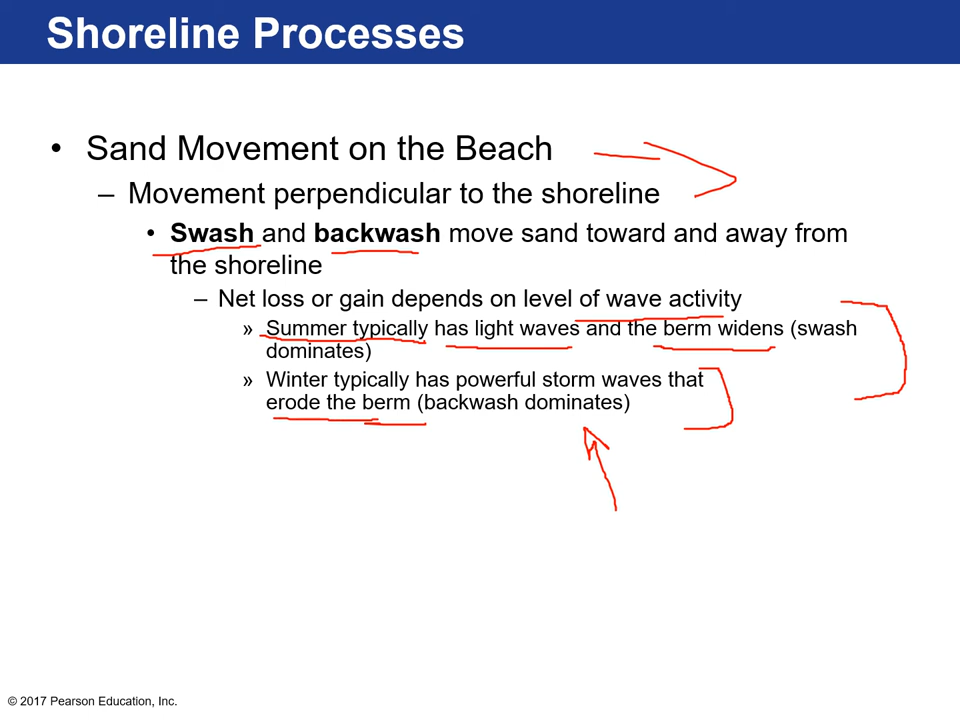 Shoreline Processes
• Sand Movement on the Beach
– Movement perpendicular to the shoreline
• Swash and backwash move sand toward and away from
the shoreline
– Net loss or gain depends on level of wave activity
» Summer typically has light waves and the berm widens (swash
dominates)
» Winter typically has powerful storm waves that
erode the berm (backwash dominates)
© 2017 Pearson Education, Inc.